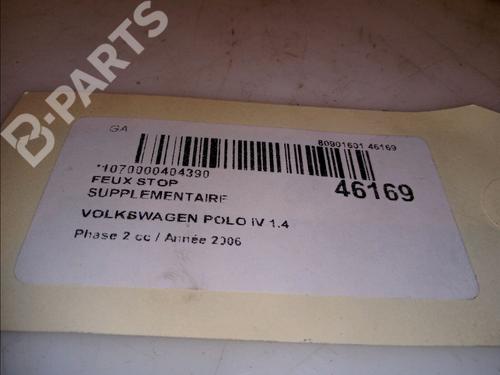 B-PARTS
GA
80901601 46169
*1070000404390
46169
FEUX STOP
SUPPLEMENTAIRE
VOLKSWAGEN POLO IV 1.4
Phase 2 cc / Année 2006